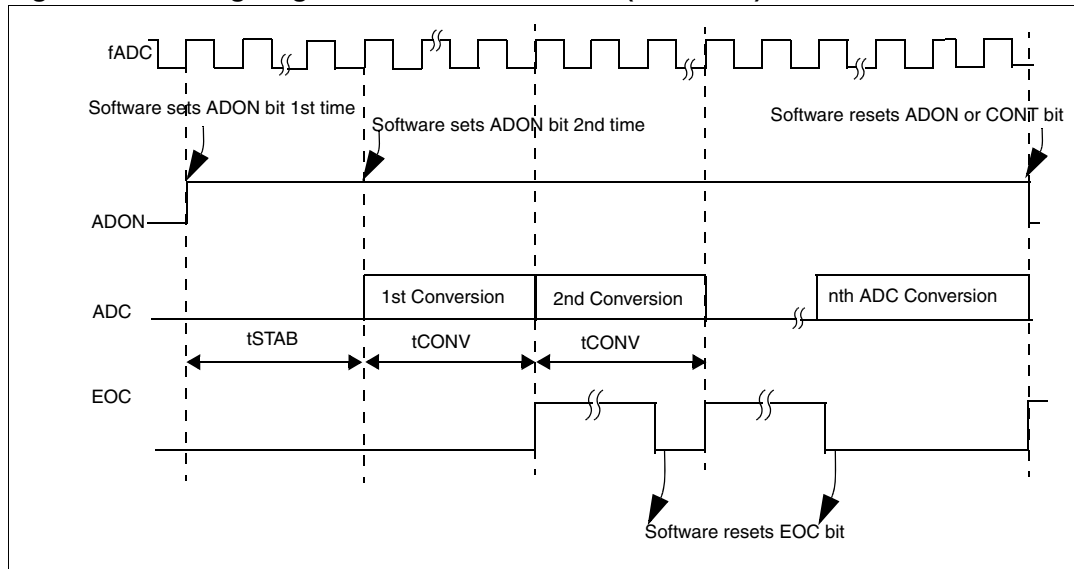 fADC
Software sets ADON bit 1st time
Software sets ADON bit 2nd time
Software resets ADON or CONT bit
ADON
1st Conversion
2nd Conversion
nth ADC Conversion
ADC
tSTAB
tCONV
tCONV
EOC
Software resets EOC bit